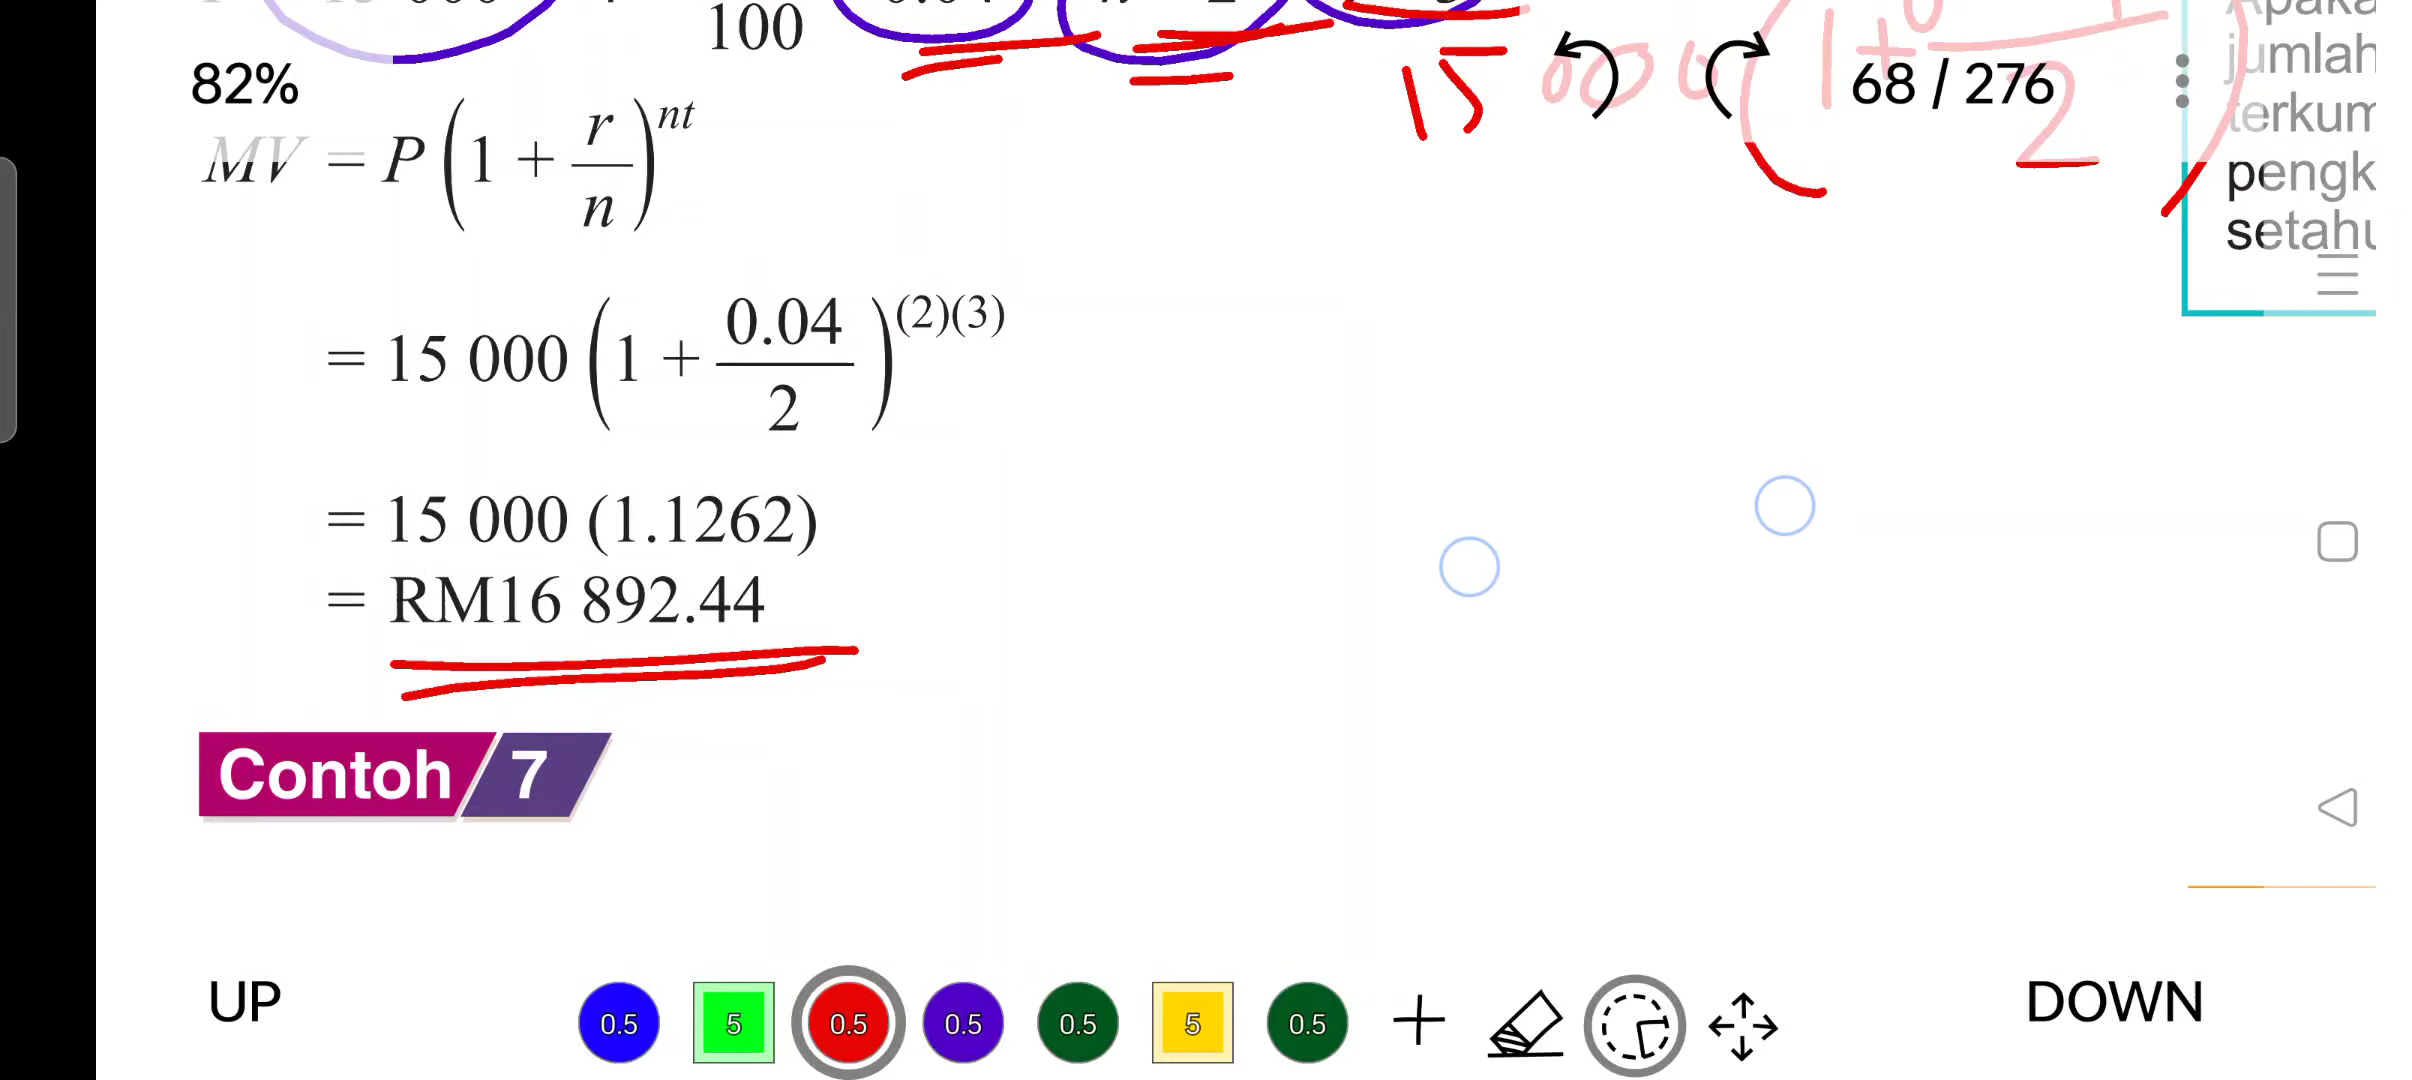 100
82%
15 000 (1 +
2
68 / 276
jumlah
terkum
pengk
setahu
MV = P(1 + r/n)^nt
= 15 000 (1 + 0.04/2)^(2)(3)
= 15 000 (1.1262)
= RM16 892.44
Contoh 7
UP
0.5
5
0.5
0.5
0.5
5
0.5
DOWN